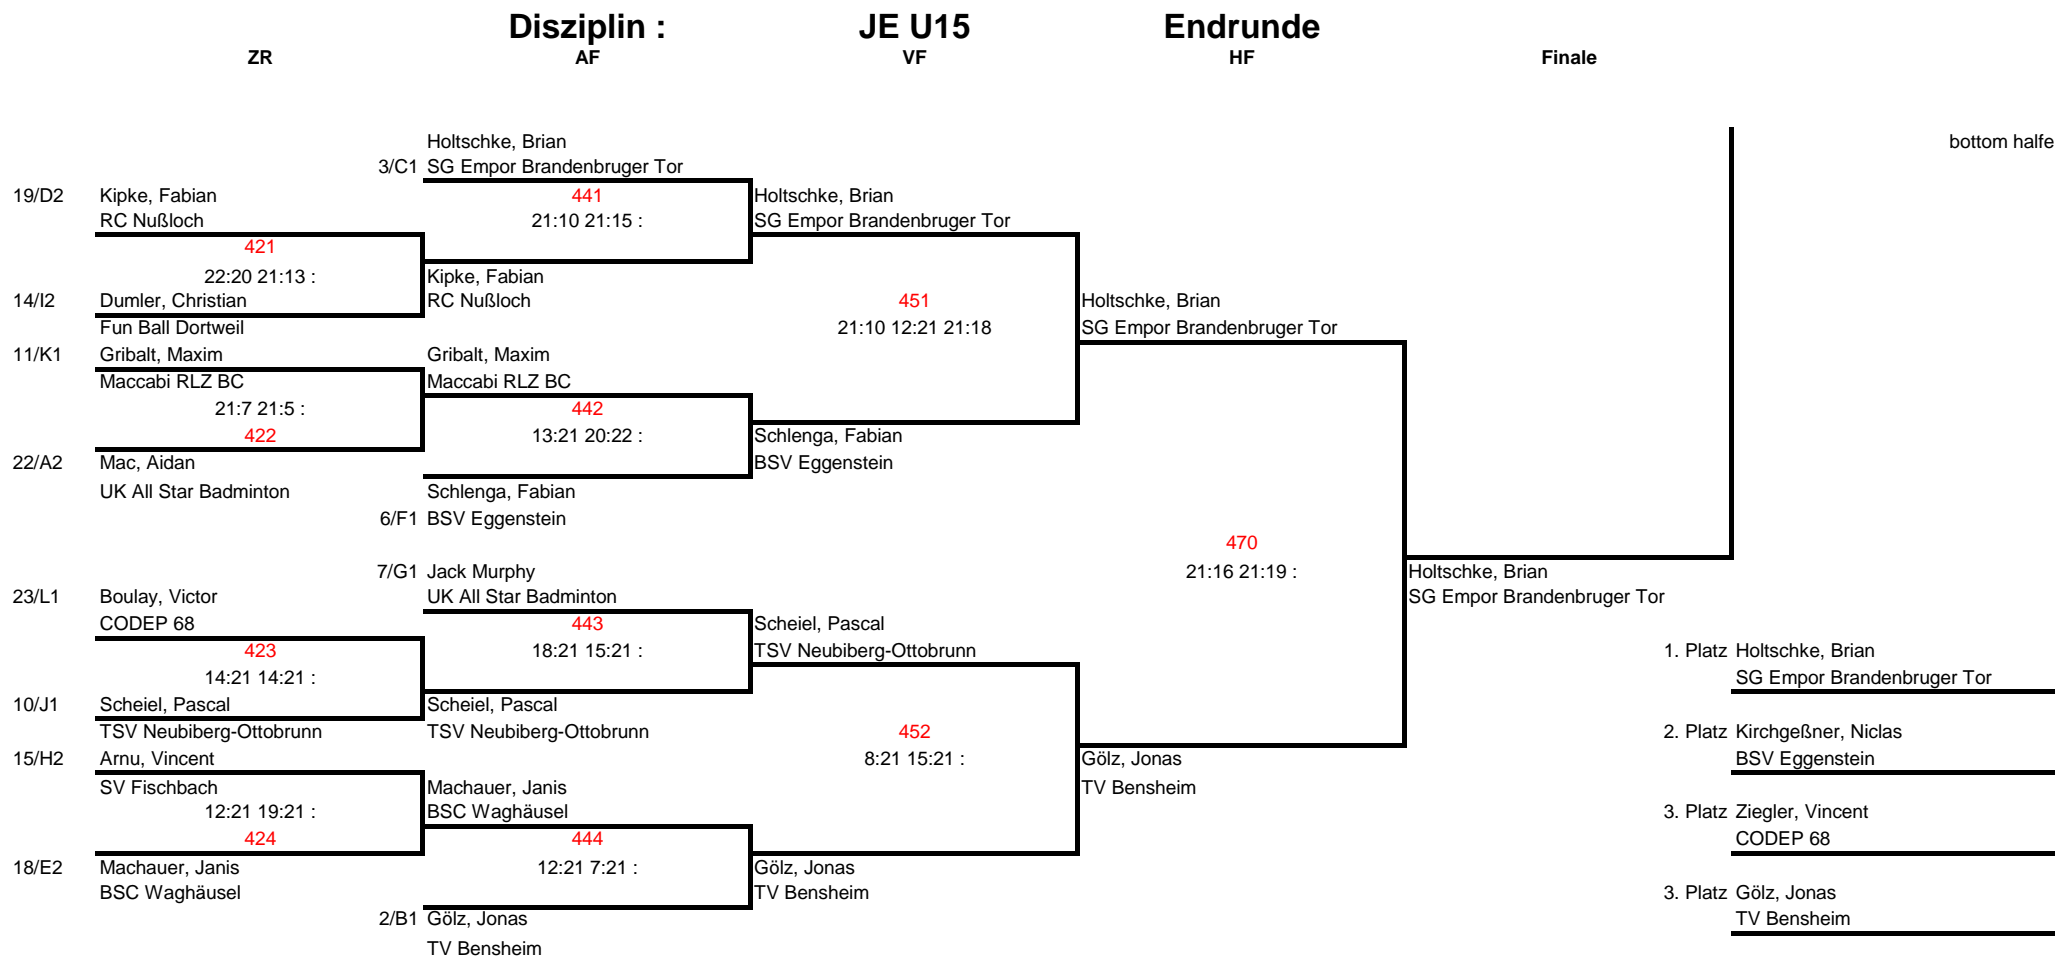 Disziplin : JE U15 Endrunde
ZR AF VF HF Finale
Holtschke, Brian bottom halfe
3/C1 SG Empor Brandenbruger Tor
19/D2 Kipke, Fabian 441 Holtschke, Brian
RC Nußloch 21:10 21:15 : SG Empor Brandenbruger Tor
421
22:20 21:13 : Kipke, Fabian
14/I2 Dumler, Christian RC Nußloch 451 Holtschke, Brian
Fun Ball Dortweil 21:10 12:21 21:18 SG Empor Brandenbruger Tor
11/K1 Gribalt, Maxim Gribalt, Maxim
Maccabi RLZ BC Maccabi RLZ BC
21:7 21:5 : 442
422 13:21 20:22 : Schlenga, Fabian
22/A2 Mac, Aidan BSV Eggenstein
UK All Star Badminton Schlenga, Fabian
6/F1 BSV Eggenstein
470
7/G1 Jack Murphy 21:16 21:19 : Holtschke, Brian
23/L1 Boulay, Victor UK All Star Badminton SG Empor Brandenbruger Tor
CODEP 68 443 Scheiel, Pascal
423 18:21 15:21 : TSV Neubiberg-Ottobrunn 1. Platz Holtschke, Brian
14:21 14:21 : SG Empor Brandenbruger Tor
10/J1 Scheiel, Pascal Scheiel, Pascal
TSV Neubiberg-Ottobrunn TSV Neubiberg-Ottobrunn 452 2. Platz Kirchgeßner, Niclas
15/H2 Arnu, Vincent 8:21 15:21 : Gölz, Jonas BSV Eggenstein
SV Fischbach Machauer, Janis TV Bensheim
12:21 19:21 : BSC Waghäusel 3. Platz Ziegler, Vincent
424 444 CODEP 68
18/E2 Machauer, Janis 12:21 7:21 : Gölz, Jonas
BSC Waghäusel TV Bensheim 3. Platz Gölz, Jonas
2/B1 Gölz, Jonas TV Bensheim
TV Bensheim